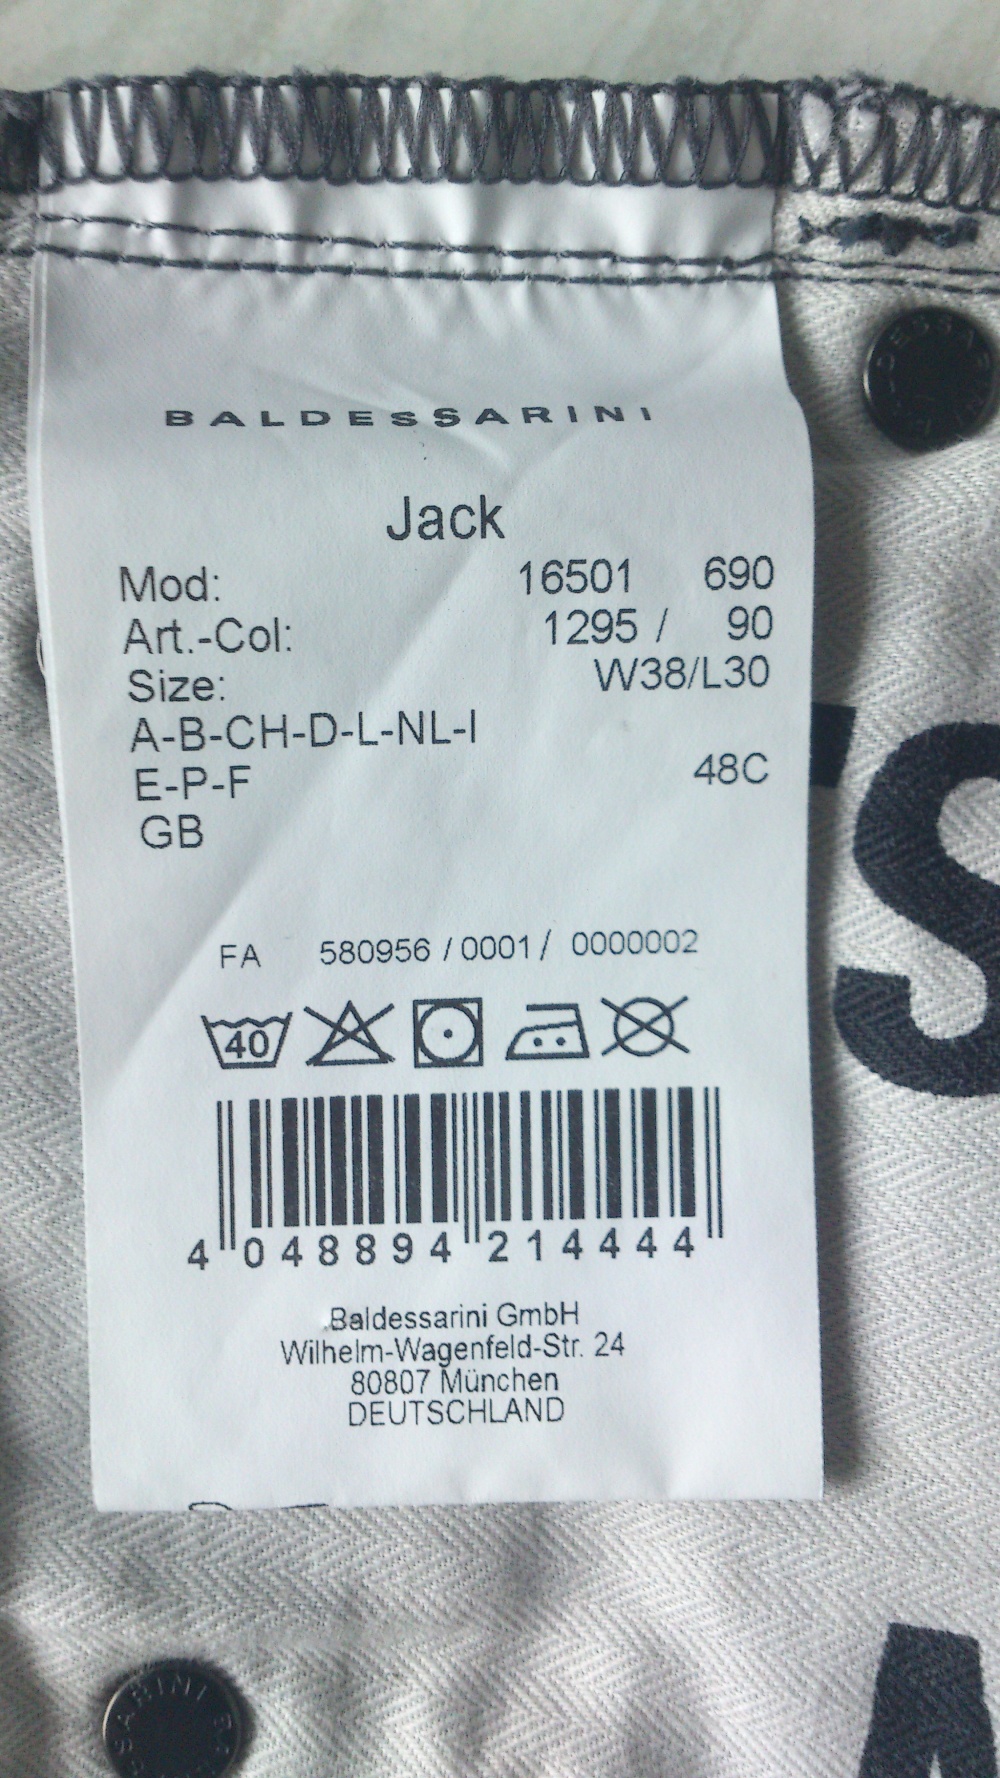 BALDESSARINI
Jack
Mod: 16501 690
Art.-Col: 1295 / 90
Size: W38/L30
A-B-CH-D-L-NL-I
E-P-F 48C
GB
FA 580956 / 0001 / 0000002
40
4 048894 214444
Baldessarini GmbH
Wilhelm-Wagenfeld-Str. 24
80807 München
DEUTSCHLAND
S